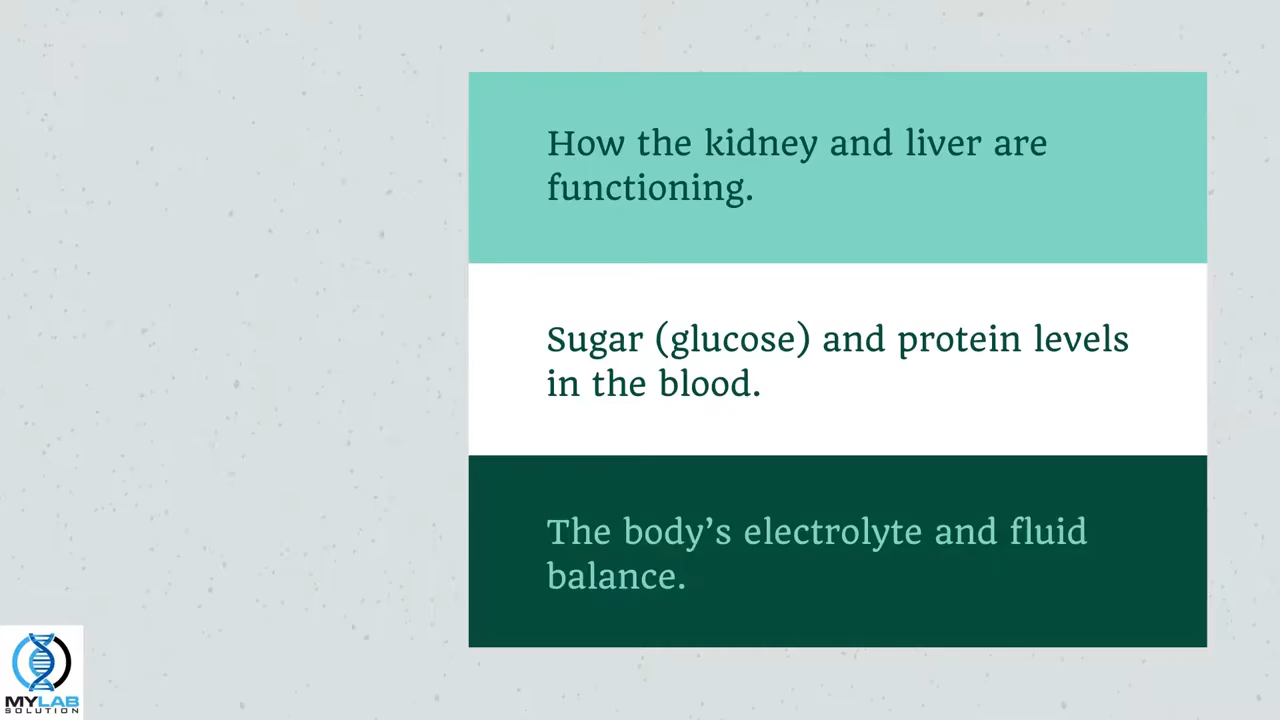 How the kidney and liver are
functioning.
Sugar (glucose) and protein levels
in the blood.
The body’s electrolyte and fluid
balance.
MYLAB
SOLUTION